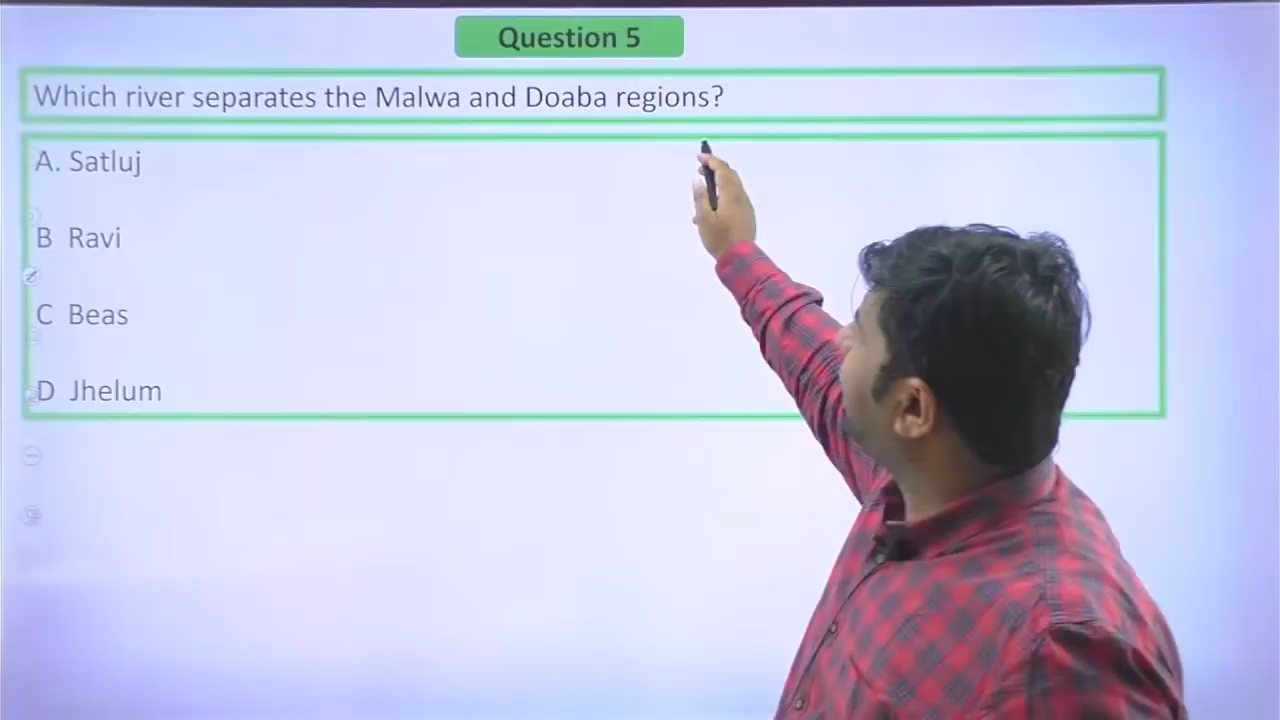 Question 5
Which river separates the Malwa and Doaba regions?
A. Satluj
B Ravi
C Beas
D Jhelum